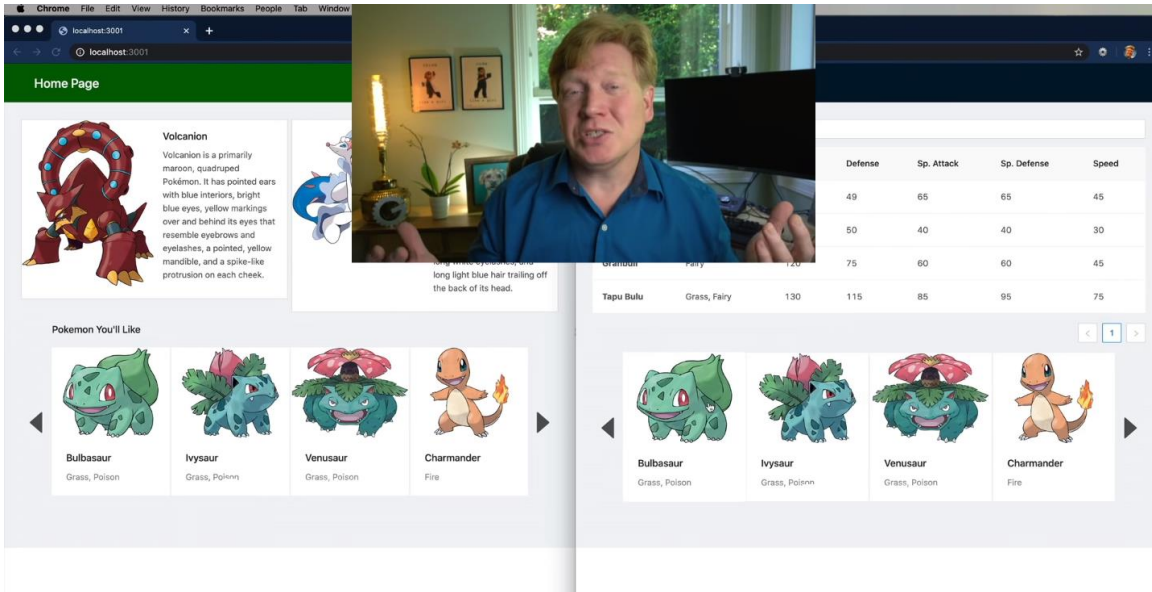 Chrome File Edit View History Bookmarks People Tab Window
localhost:3001
localhost:3001
Home Page
Volcanion
Volcanion is a primarily
maroon, quadruped
Pokémon. It has pointed ears
with blue interiors, bright
blue eyes, yellow markings
over and behind its eyes that
resemble eyebrows and
eyelashes, a pointed, yellow
mandible, and a spike-like
protrusion on each cheek.
long white eyelashes, and
long light blue hair trailing off
the back of its head.
Pokemon You'll Like
Bulbasaur
Grass, Poison
Ivysaur
Grass, Poison
Venusaur
Grass, Poison
Charmander
Fire
Defense Sp. Attack Sp. Defense Speed
49 65 65 45
50 40 40 30
Granbull Fairy 120 75 60 60 45
Tapu Bulu Grass, Fairy 130 115 85 95 75
< 1 >
Bulbasaur
Grass, Poison
Ivysaur
Grass, Poison
Venusaur
Grass, Poison
Charmander
Fire